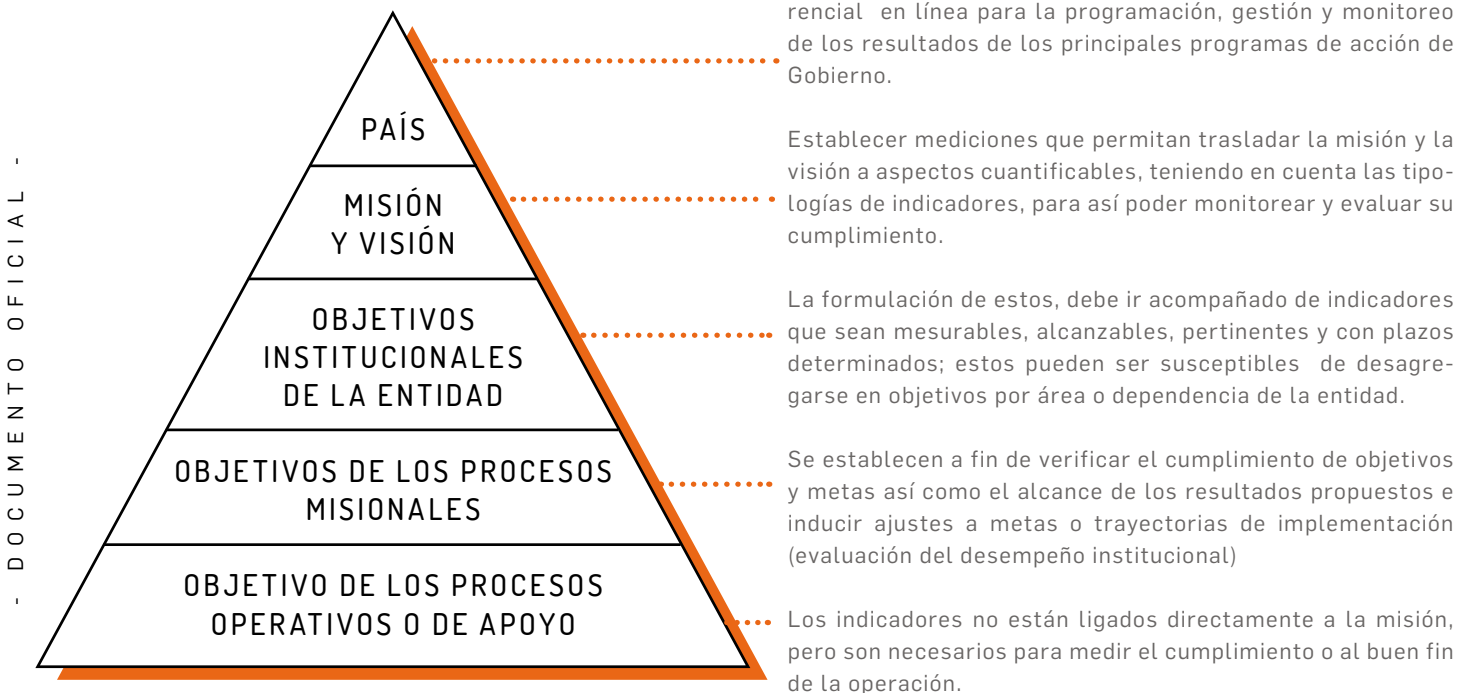 - DOCUMENTO OFICIAL -
PAÍS
MISIÓN
Y VISIÓN
OBJETIVOS
INSTITUCIONALES
DE LA ENTIDAD
OBJETIVOS DE LOS PROCESOS
MISIONALES
OBJETIVO DE LOS PROCESOS
OPERATIVOS O DE APOYO
rencial en línea para la programación, gestión y monitoreo
de los resultados de los principales programas de acción de
Gobierno.
Establecer mediciones que permitan trasladar la misión y la
visión a aspectos cuantificables, teniendo en cuenta las tipo-
logías de indicadores, para así poder monitorear y evaluar su
cumplimiento.
La formulación de estos, debe ir acompañado de indicadores
que sean mesurables, alcanzables, pertinentes y con plazos
determinados; estos pueden ser susceptibles de desagre-
garse en objetivos por área o dependencia de la entidad.
Se establecen a fin de verificar el cumplimiento de objetivos
y metas así como el alcance de los resultados propuestos e
inducir ajustes a metas o trayectorias de implementación
(evaluación del desempeño institucional)
Los indicadores no están ligados directamente a la misión,
pero son necesarios para medir el cumplimiento o al buen fin
de la operación.